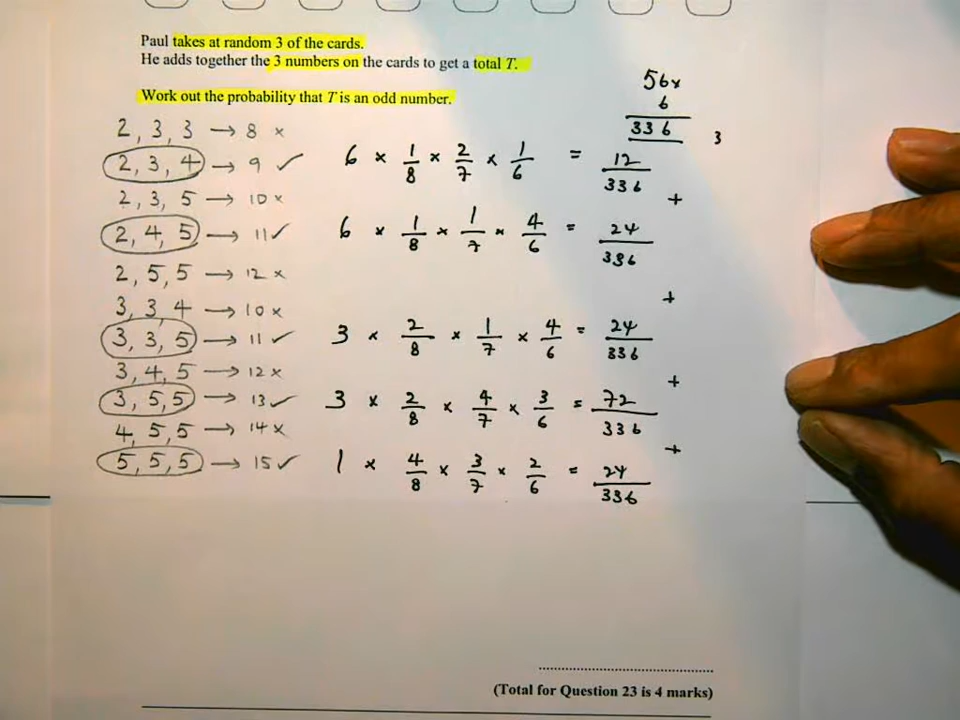 Paul takes at random 3 of the cards.
He adds together the 3 numbers on the cards to get a total T.
Work out the probability that T is an odd number.
56×
6
336
3
2, 3, 3 → 8 ×
2, 3, 4 → 9 ✓ 6 × 1/8 × 2/7 × 1/6 = 12/336
+
2, 3, 5 → 10 ×
2, 4, 5 → 11 ✓ 6 × 1/8 × 1/7 × 4/6 = 24/336
2, 5, 5 → 12 ×
+
3, 3, 4 → 10 ×
3, 3, 5 → 11 ✓ 3 × 2/8 × 1/7 × 4/6 = 24/336
3, 4, 5 → 12 ×
+
3, 5, 5 → 13 ✓ 3 × 2/8 × 4/7 × 3/6 = 72/336
4, 5, 5 → 14 ×
+
5, 5, 5 → 15 ✓ 1 × 4/8 × 3/7 × 2/6 = 24/336
(Total for Question 23 is 4 marks)